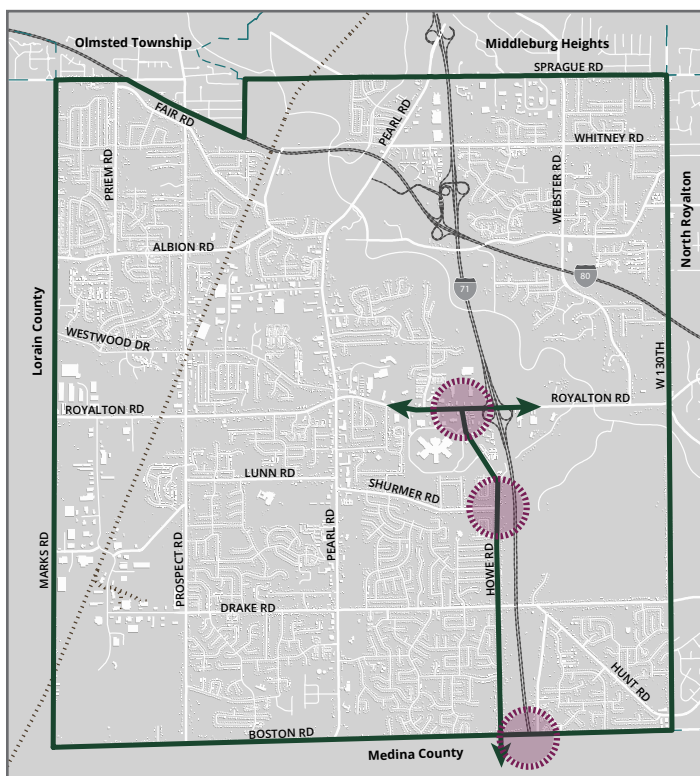 Olmsted Township
Middleburg Heights
SPRAGUE RD
FAIR RD
PEARL RD
WHITNEY RD
PRIEM RD
WEBSTER RD
North Royalton
ALBION RD
80
71
Lorain County
WESTWOOD DR
W 130TH
ROYALTON RD
ROYALTON RD
LUNN RD
SHURMER RD
MARKS RD
PROSPECT RD
PEARL RD
HOWE RD
DRAKE RD
HUNT RD
BOSTON RD
Medina County